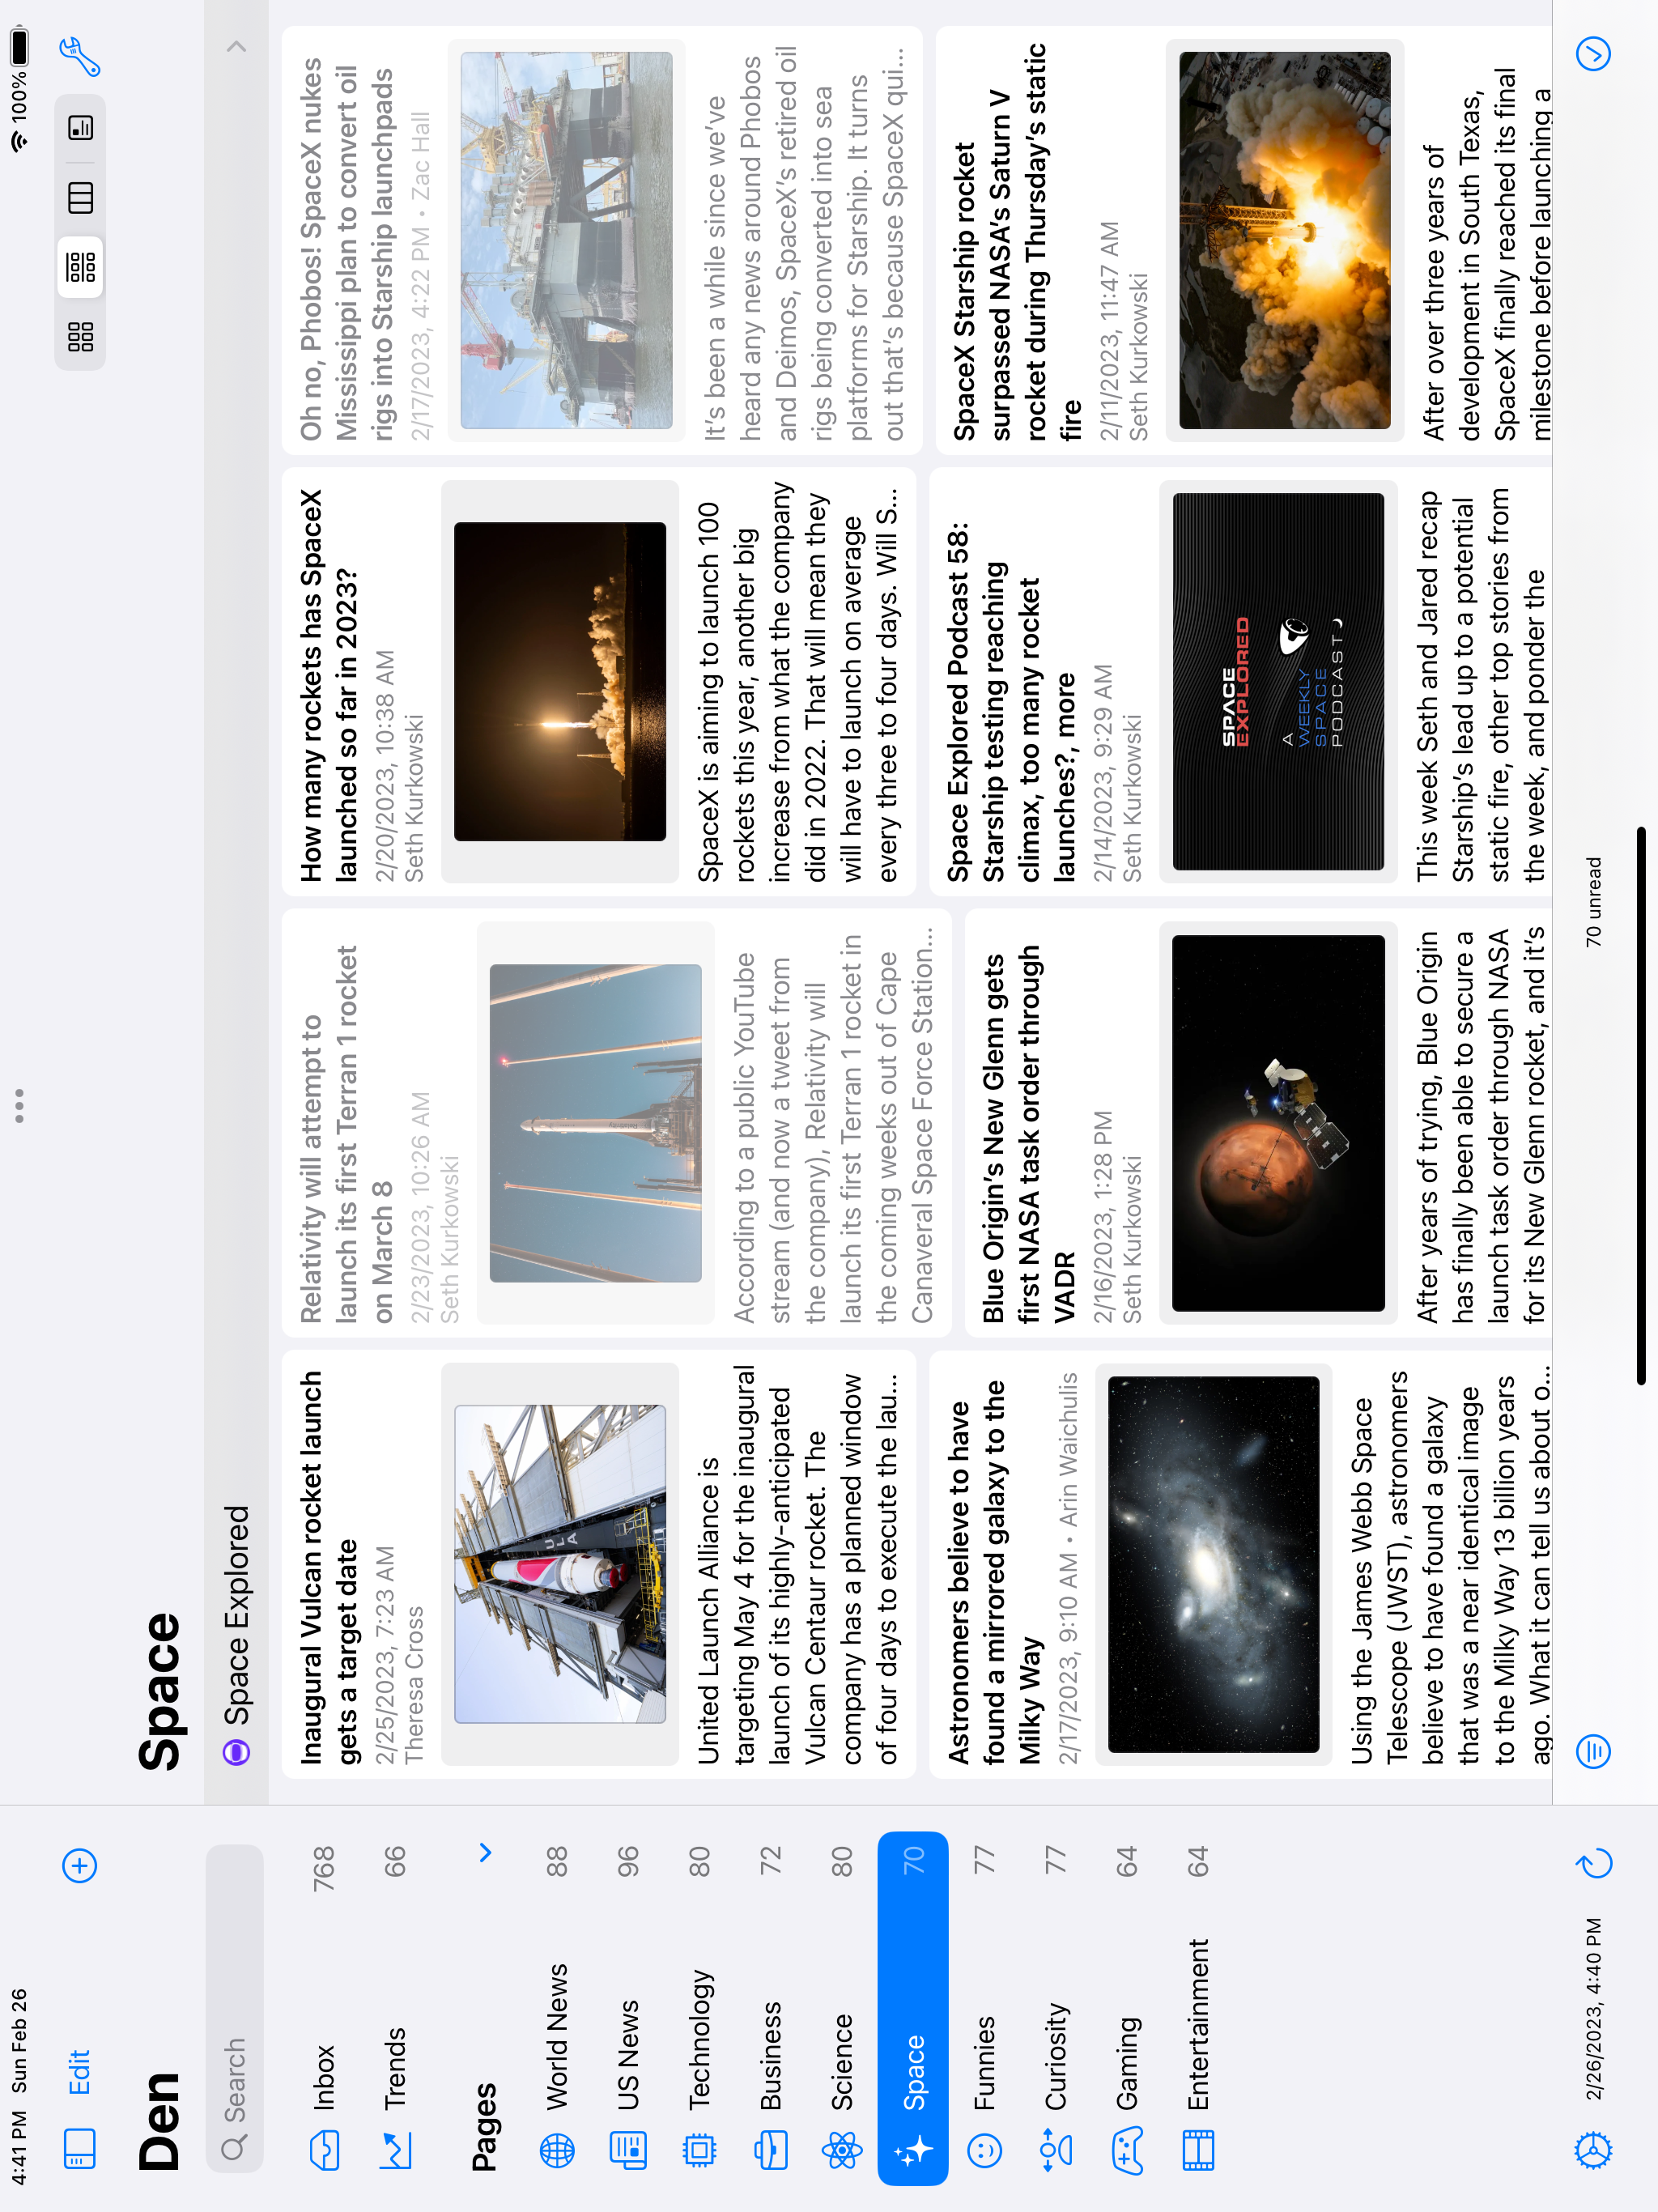 4:41 PM Sun Feb 26
100%
Edit
Den
Search
Inbox 768
Trends 66
Pages
World News 88
US News 96
Technology 80
Business 72
Science 80
Space 70
Funnies 77
Curiosity 77
Gaming 64
Entertainment 64
2/26/2023, 4:40 PM
Space
Space Explored
Inaugural Vulcan rocket launch
gets a target date
2/25/2023, 7:23 AM
Theresa Cross
ULA
United Launch Alliance is
targeting May 4 for the inaugural
launch of its highly-anticipated
Vulcan Centaur rocket. The
company has a planned window
of four days to execute the lau...
Relativity will attempt to
launch its first Terran 1 rocket
on March 8
2/23/2023, 10:26 AM
Seth Kurkowski
According to a public YouTube
stream (and now a tweet from
the company), Relativity will
launch its first Terran 1 rocket in
the coming weeks out of Cape
Canaveral Space Force Station...
How many rockets has SpaceX
launched so far in 2023?
2/20/2023, 10:38 AM
Seth Kurkowski
SpaceX is aiming to launch 100
rockets this year, another big
increase from what the company
did in 2022. That will mean they
will have to launch on average
every three to four days. Will S...
Oh no, Phobos! SpaceX nukes
Mississippi plan to convert oil
rigs into Starship launchpads
2/17/2023, 4:22 PM • Zac Hall
It’s been a while since we’ve
heard any news around Phobos
and Deimos, SpaceX’s retired oil
rigs being converted into sea
platforms for Starship. It turns
out that’s because SpaceX qui...
Astronomers believe to have
found a mirrored galaxy to the
Milky Way
2/17/2023, 9:10 AM • Arin Waichulis
Using the James Webb Space
Telescope (JWST), astronomers
believe to have found a galaxy
that was a near identical image
to the Milky Way 13 billion years
ago. What it can tell us about o...
Blue Origin’s New Glenn gets
first NASA task order through
VADR
2/16/2023, 1:28 PM
Seth Kurkowski
After years of trying, Blue Origin
has finally been able to secure a
launch task order through NASA
for its New Glenn rocket, and it’s
Space Explored Podcast 58:
Starship testing reaching
climax, too many rocket
launches?, more
2/14/2023, 9:29 AM
Seth Kurkowski
SPACE
EXPLORED
A
WEEKLY
SPACE
PODCAST
This week Seth and Jared recap
Starship’s lead up to a potential
static fire, other top stories from
the week, and ponder the
SpaceX Starship rocket
surpassed NASA’s Saturn V
rocket during Thursday’s static
fire
2/11/2023, 11:47 AM
Seth Kurkowski
After over three years of
development in South Texas,
SpaceX finally reached its final
milestone before launching a
70 unread